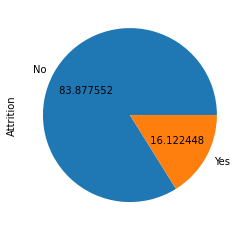 No
83.877552
Attrition
16.122448
Yes